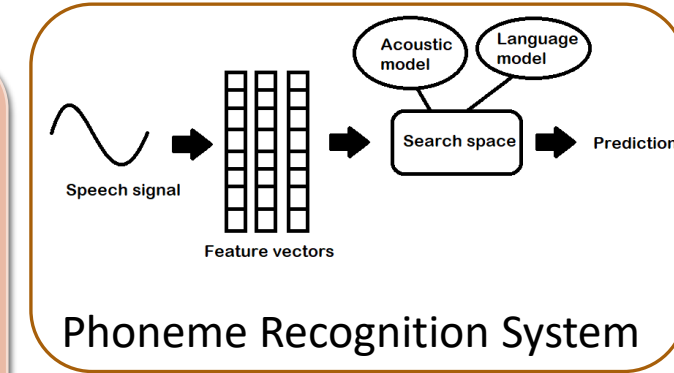 Acoustic
model
Language
model
Speech signal
Feature vectors
Search space
Prediction
Phoneme Recognition System